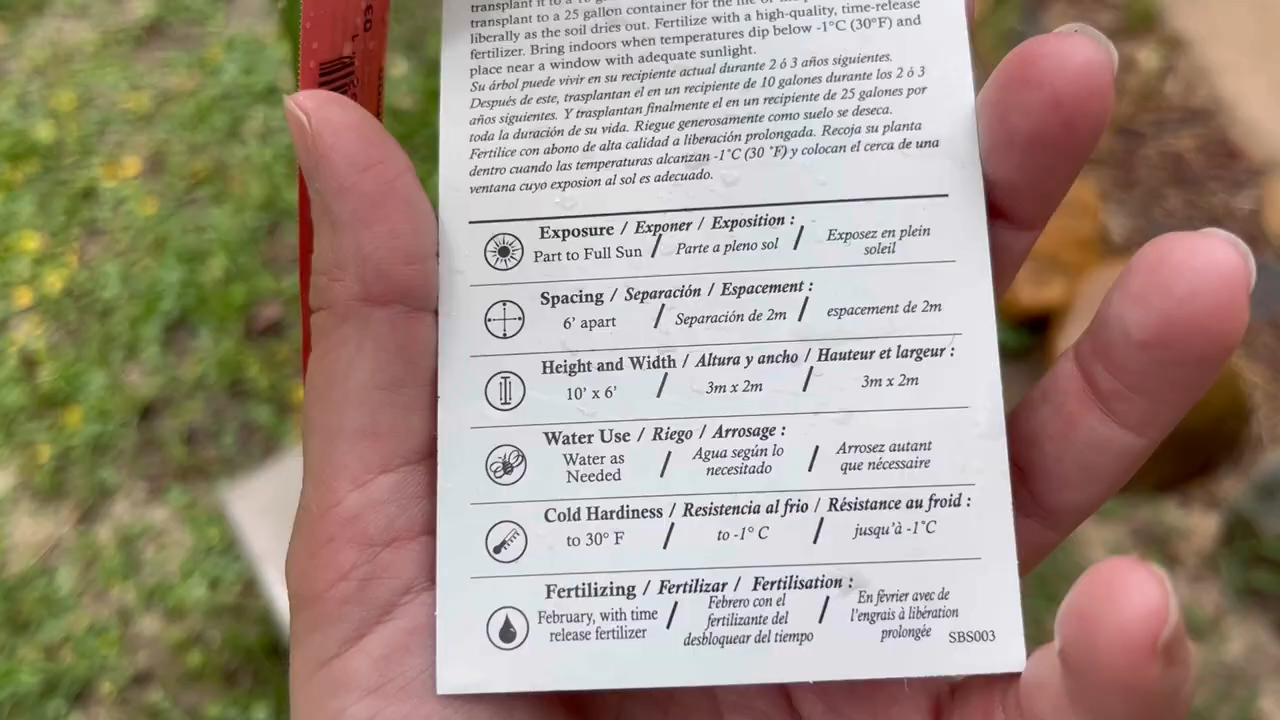 transplant it to a
transplant to a 25 gallon container for the
liberally as the soil dries out. Fertilize with a high-quality, time-release
fertilizer. Bring indoors when temperatures dip below -1°C (30°F) and
place near a window with adequate sunlight.
Su árbol puede vivir en su recipiente actual durante 2 ó 3 años siguientes.
Después de este, trasplantan el en un recipiente de 10 galones durante los 2 ó 3
años siguientes. Y trasplantan finalmente el en un recipiente de 25 galones por
toda la duración de su vida. Riegue generosamente como suelo se deseca.
Fertilice con abono de alta calidad a liberación prolongada. Recoja su planta
dentro cuando las temperaturas alcanzan -1°C (30 °F) y colocan el cerca de una
ventana cuyo exposion al sol es adecuado.
Exposure / Exponer / Exposition :
Part to Full Sun / Parte a pleno sol / Exposez en plein
soleil
Spacing / Separación / Espacement :
6' apart / Separación de 2m / espacement de 2m
Height and Width / Altura y ancho / Hauteur et largeur :
10' x 6' / 3m x 2m / 3m x 2m
Water Use / Riego / Arrosage :
Water as / Agua según lo / Arrosez autant
Needed necesitado que nécessaire
Cold Hardiness / Resistencia al frio / Résistance au froid :
to 30° F / to -1° C / jusqu'à -1°C
Fertilizing / Fertilizar / Fertilisation :
February, with time / Febrero con el / En février avec de
release fertilizer fertilizante del l'engrais à libération
desbloquear del tiempo prolongée
SBS003